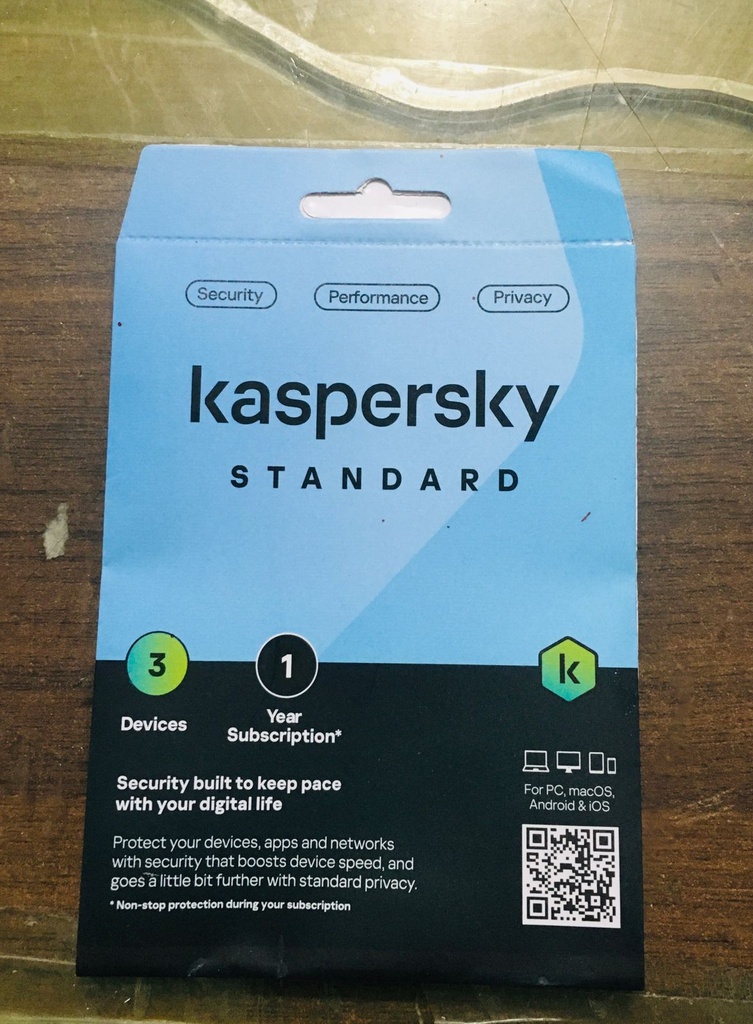 Security Performance Privacy
kaspersky
STANDARD
3
Devices
1
Year
Subscription*
k
Security built to keep pace
with your digital life
Protect your devices, apps and networks
with security that boosts device speed, and
goes a little bit further with standard privacy.
* Non-stop protection during your subscription
For PC, macOS,
Android & iOS